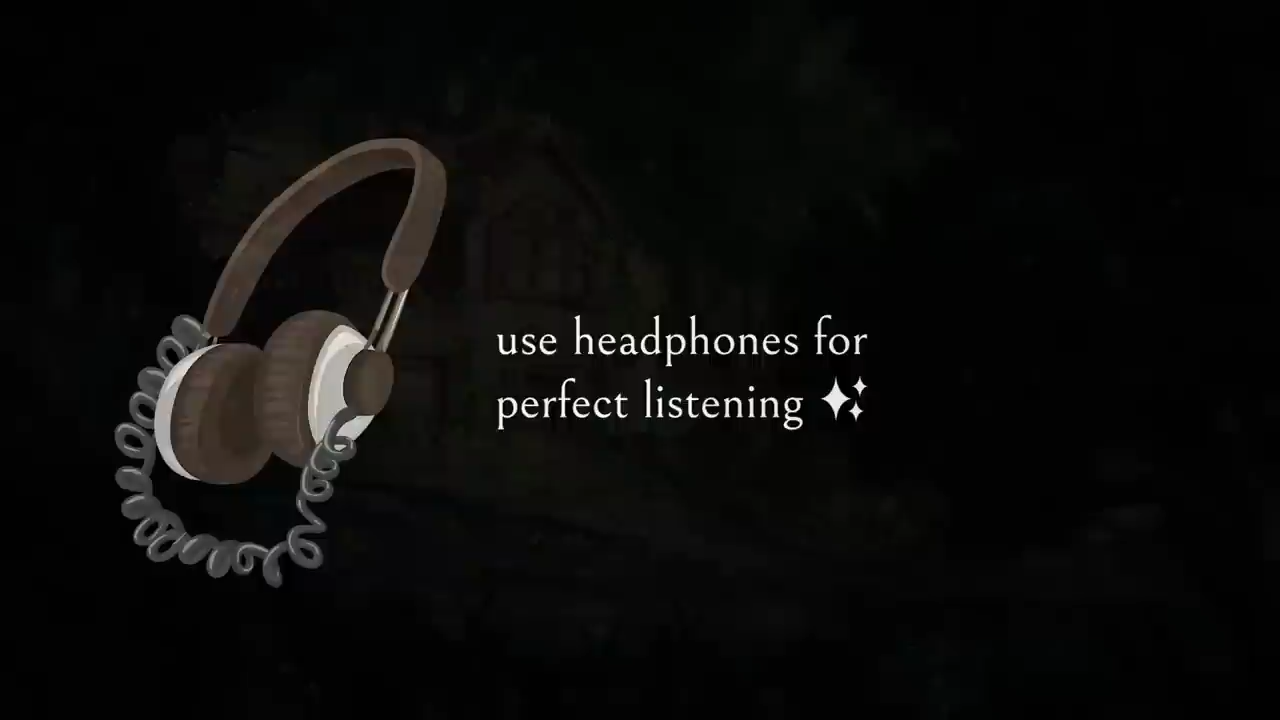 use headphones for
perfect listening ✨